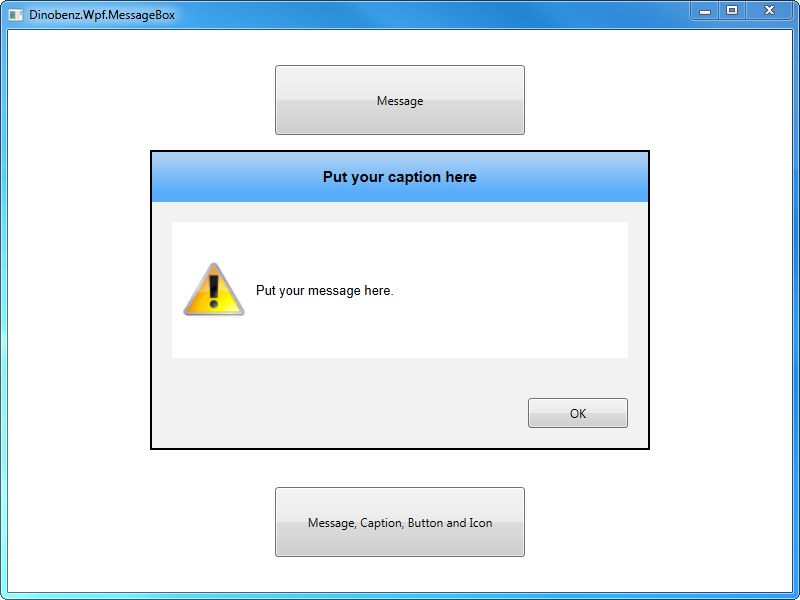 Dinobenz.Wpf.MessageBox
Message
Put your caption here
Put your message here.
OK
Message, Caption, Button and Icon